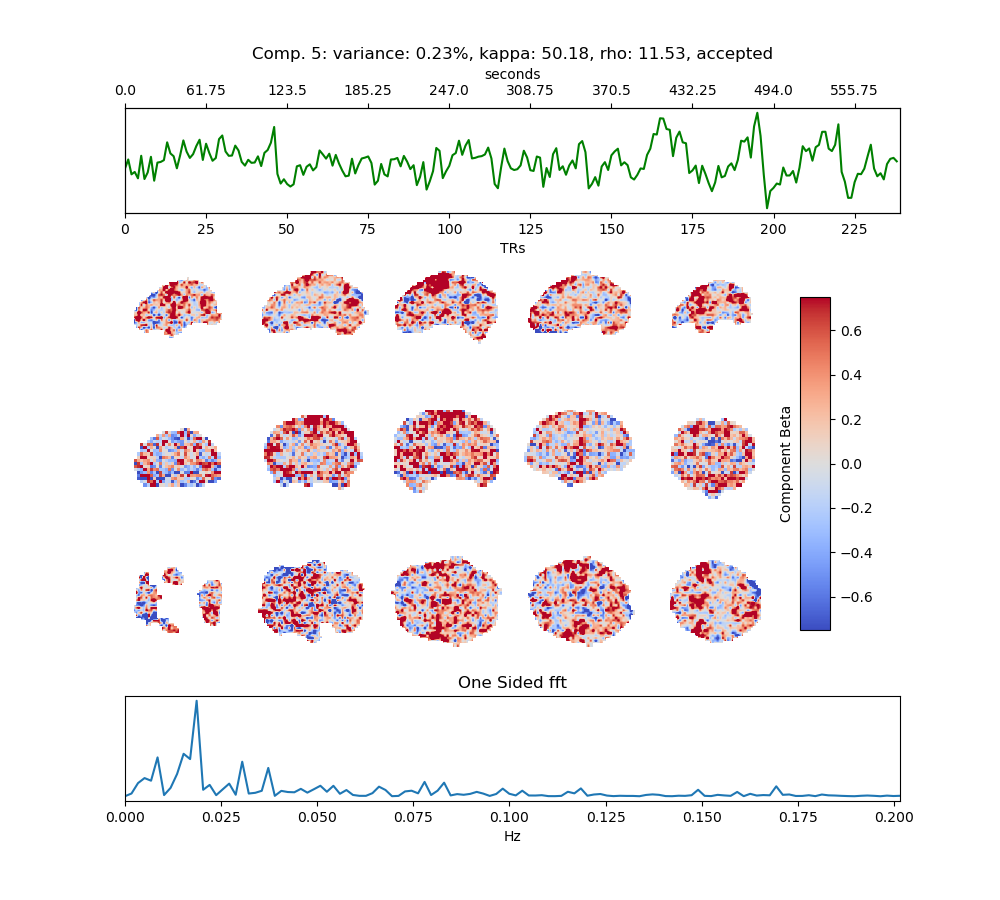 Comp. 5: variance: 0.23%, kappa: 50.18, rho: 11.53, accepted
seconds
0.0 61.75 123.5 185.25 247.0 308.75 370.5 432.25 494.0 555.75
0 25 50 75 100 125 150 175 200 225
TRs
0.6
0.4
0.2
0.0
−0.2
−0.4
−0.6
Component Beta
One Sided fft
0.000 0.025 0.050 0.075 0.100 0.125 0.150 0.175 0.200
Hz